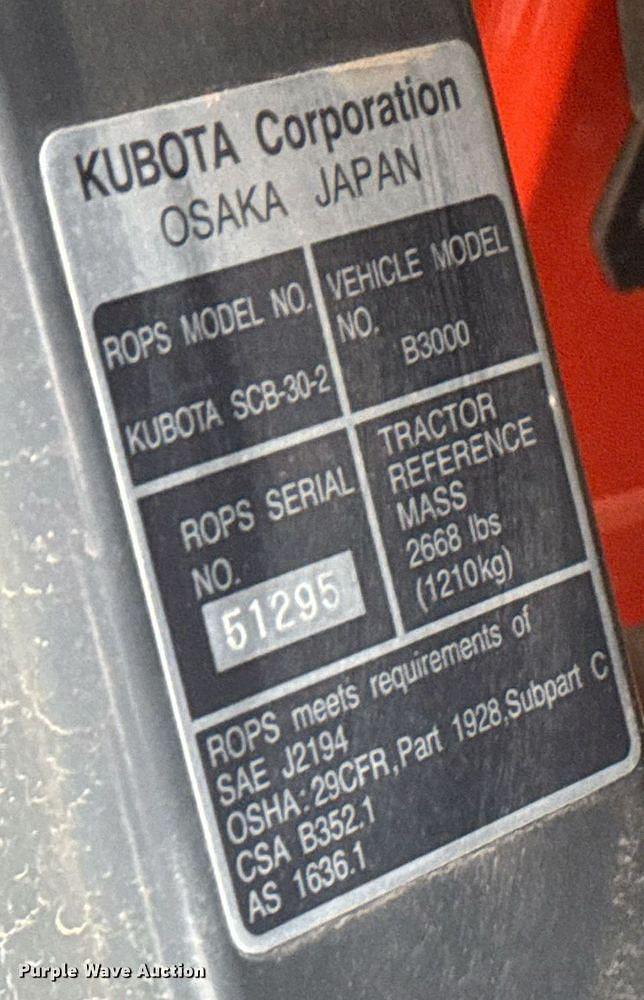 KUBOTA Corporation
OSAKA JAPAN
ROPS MODEL NO.
KUBOTA SCB-30-2
VEHICLE MODEL
NO.
B3000
ROPS SERIAL
NO.
51295
TRACTOR
REFERENCE
MASS
2668 lbs
(1210kg)
ROPS meets requirements of
SAE J2194
OSHA:29CFR,Part 1928,Subpart C
CSA B352.1
AS 1636.1
Purple Wave Auction